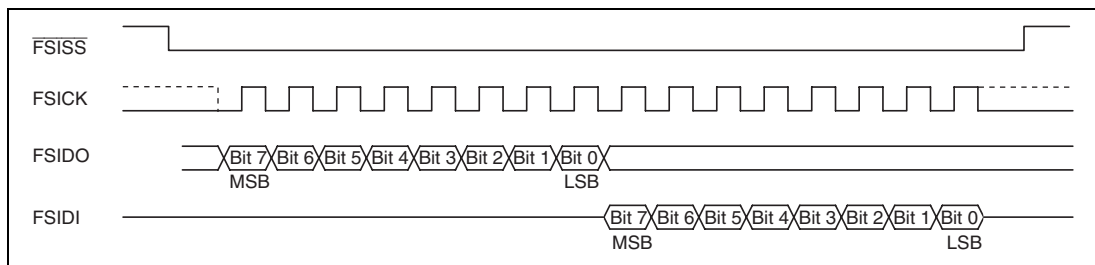 FSISS
FSICK
FSIDO
Bit 7 Bit 6 Bit 5 Bit 4 Bit 3 Bit 2 Bit 1 Bit 0
MSB LSB
FSIDI
Bit 7 Bit 6 Bit 5 Bit 4 Bit 3 Bit 2 Bit 1 Bit 0
MSB LSB